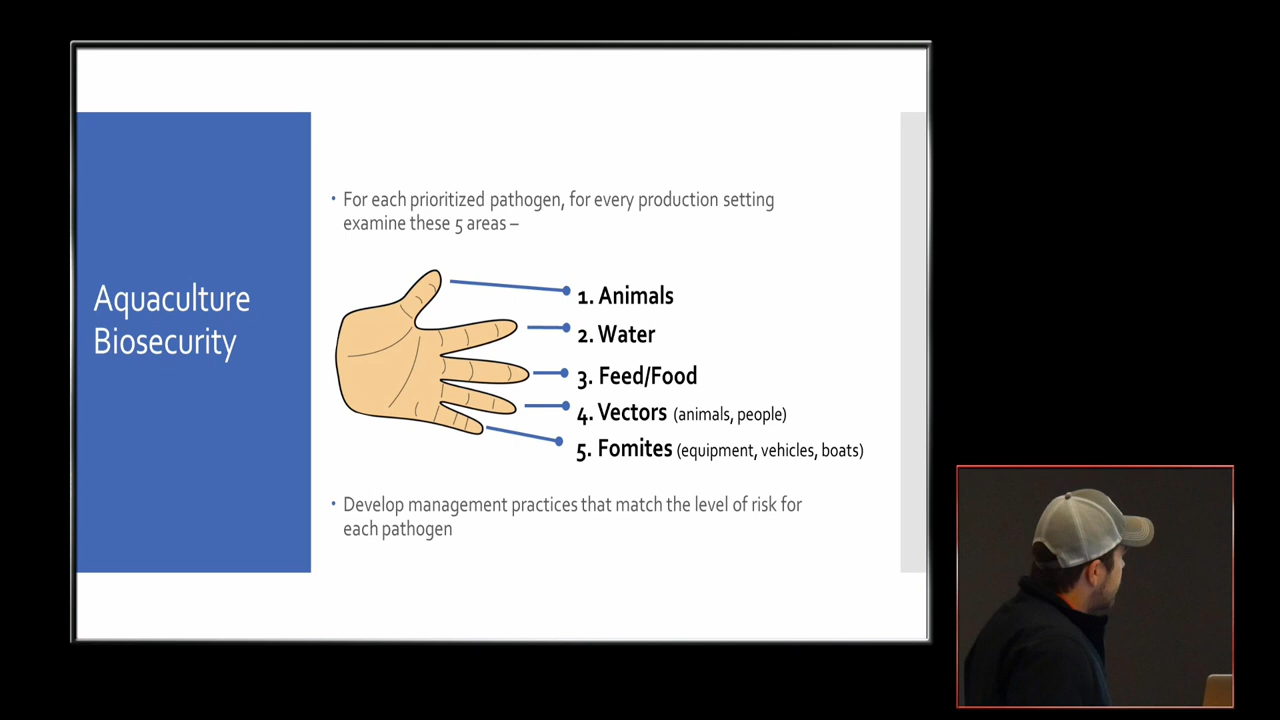 Aquaculture
Biosecurity
• For each prioritized pathogen, for every production setting
examine these 5 areas –
1. Animals
2. Water
3. Feed/Food
4. Vectors (animals, people)
5. Fomites (equipment, vehicles, boats)
• Develop management practices that match the level of risk for
each pathogen